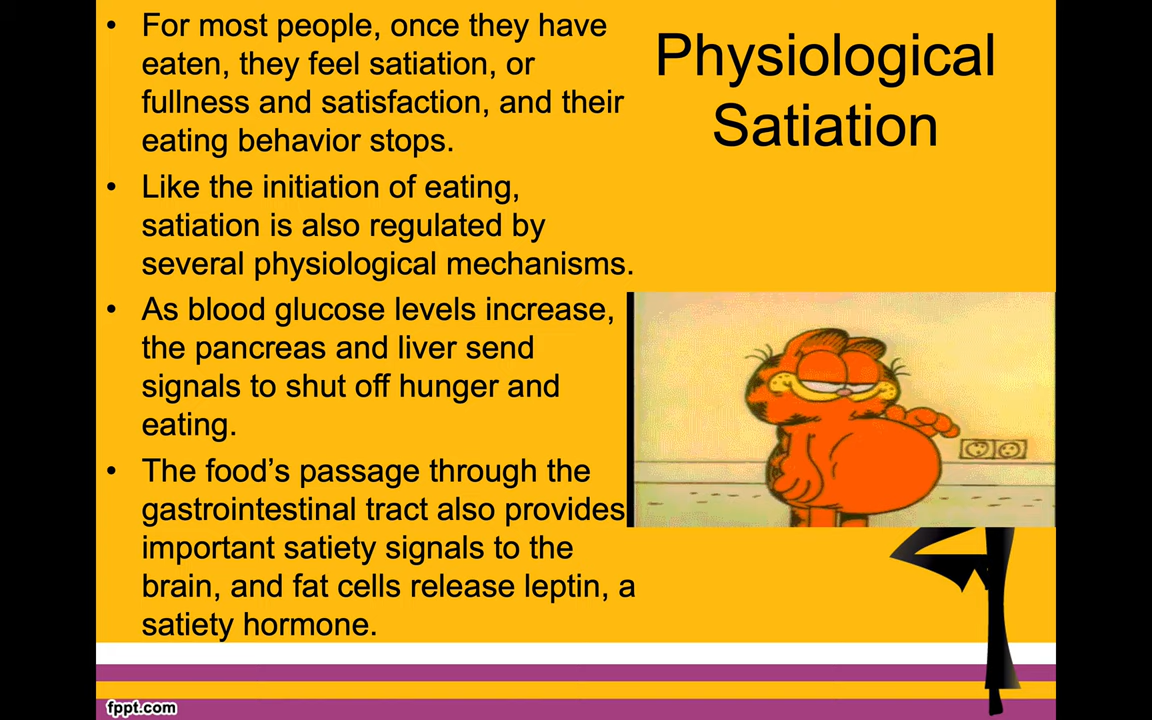 Physiological
Satiation
• For most people, once they have
eaten, they feel satiation, or
fullness and satisfaction, and their
eating behavior stops.
• Like the initiation of eating,
satiation is also regulated by
several physiological mechanisms.
• As blood glucose levels increase,
the pancreas and liver send
signals to shut off hunger and
eating.
• The food’s passage through the
gastrointestinal tract also provides
important satiety signals to the
brain, and fat cells release leptin, a
satiety hormone.
fppt.com